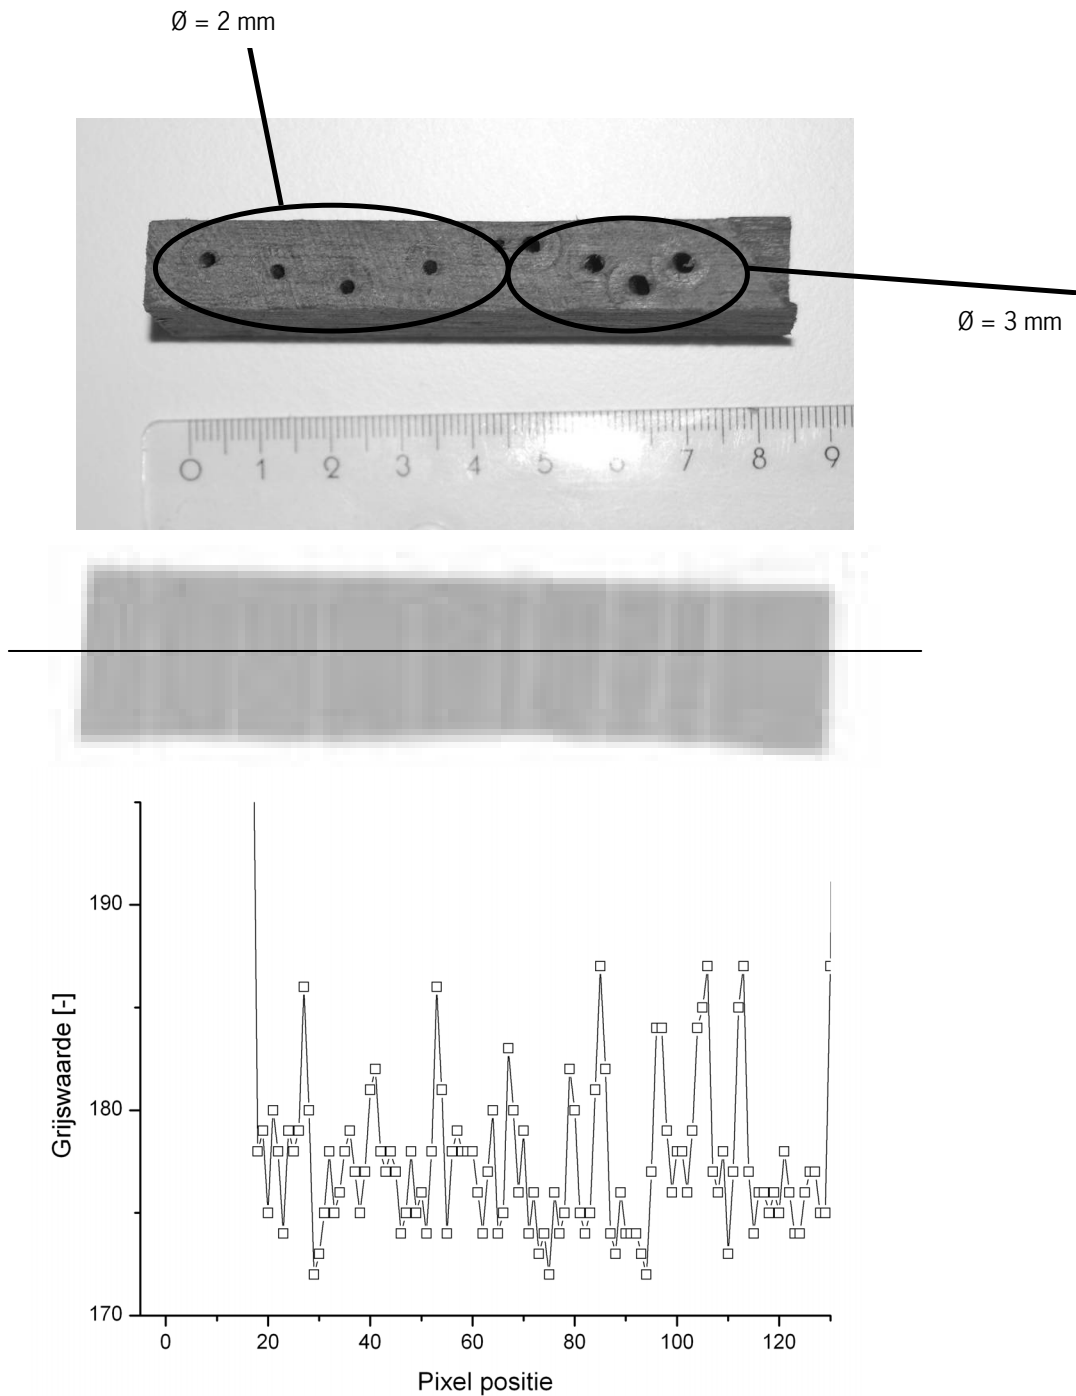 Ø = 2 mm
Ø = 3 mm
0 1 2 3 4 5 6 7 8 9
190
180
170
Grijswaarde [-]
0 20 40 60 80 100 120
Pixel positie